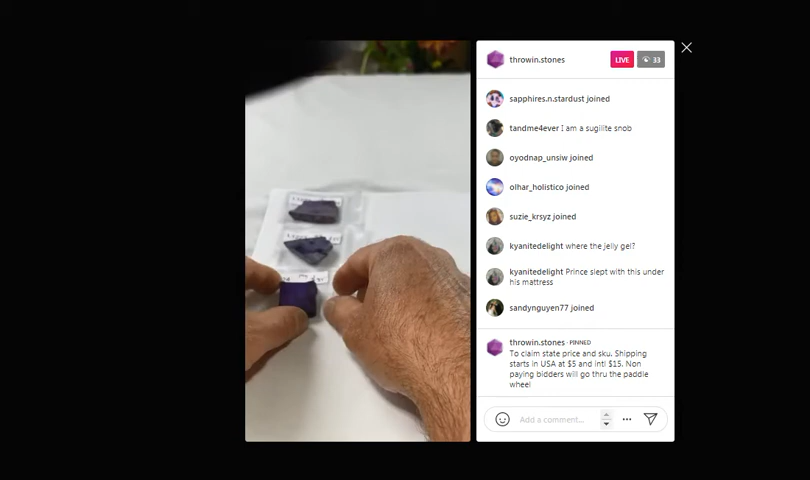 throwin.stones
LIVE
33
sapphires.n.stardust joined
tandme4ever I am a sugilite snob
oyodnap_unsiw joined
olhar_holistico joined
suzie_krsyz joined
kyanitedelight where the jelly gel?
kyanitedelight Prince slept with this under
his mattress
sandynguyen77 joined
throwin.stones · PINNED
To claim state price and sku. Shipping
starts in USA at $5 and intl $15. Non
paying bidders will go thru the paddle
wheel
Add a comment...